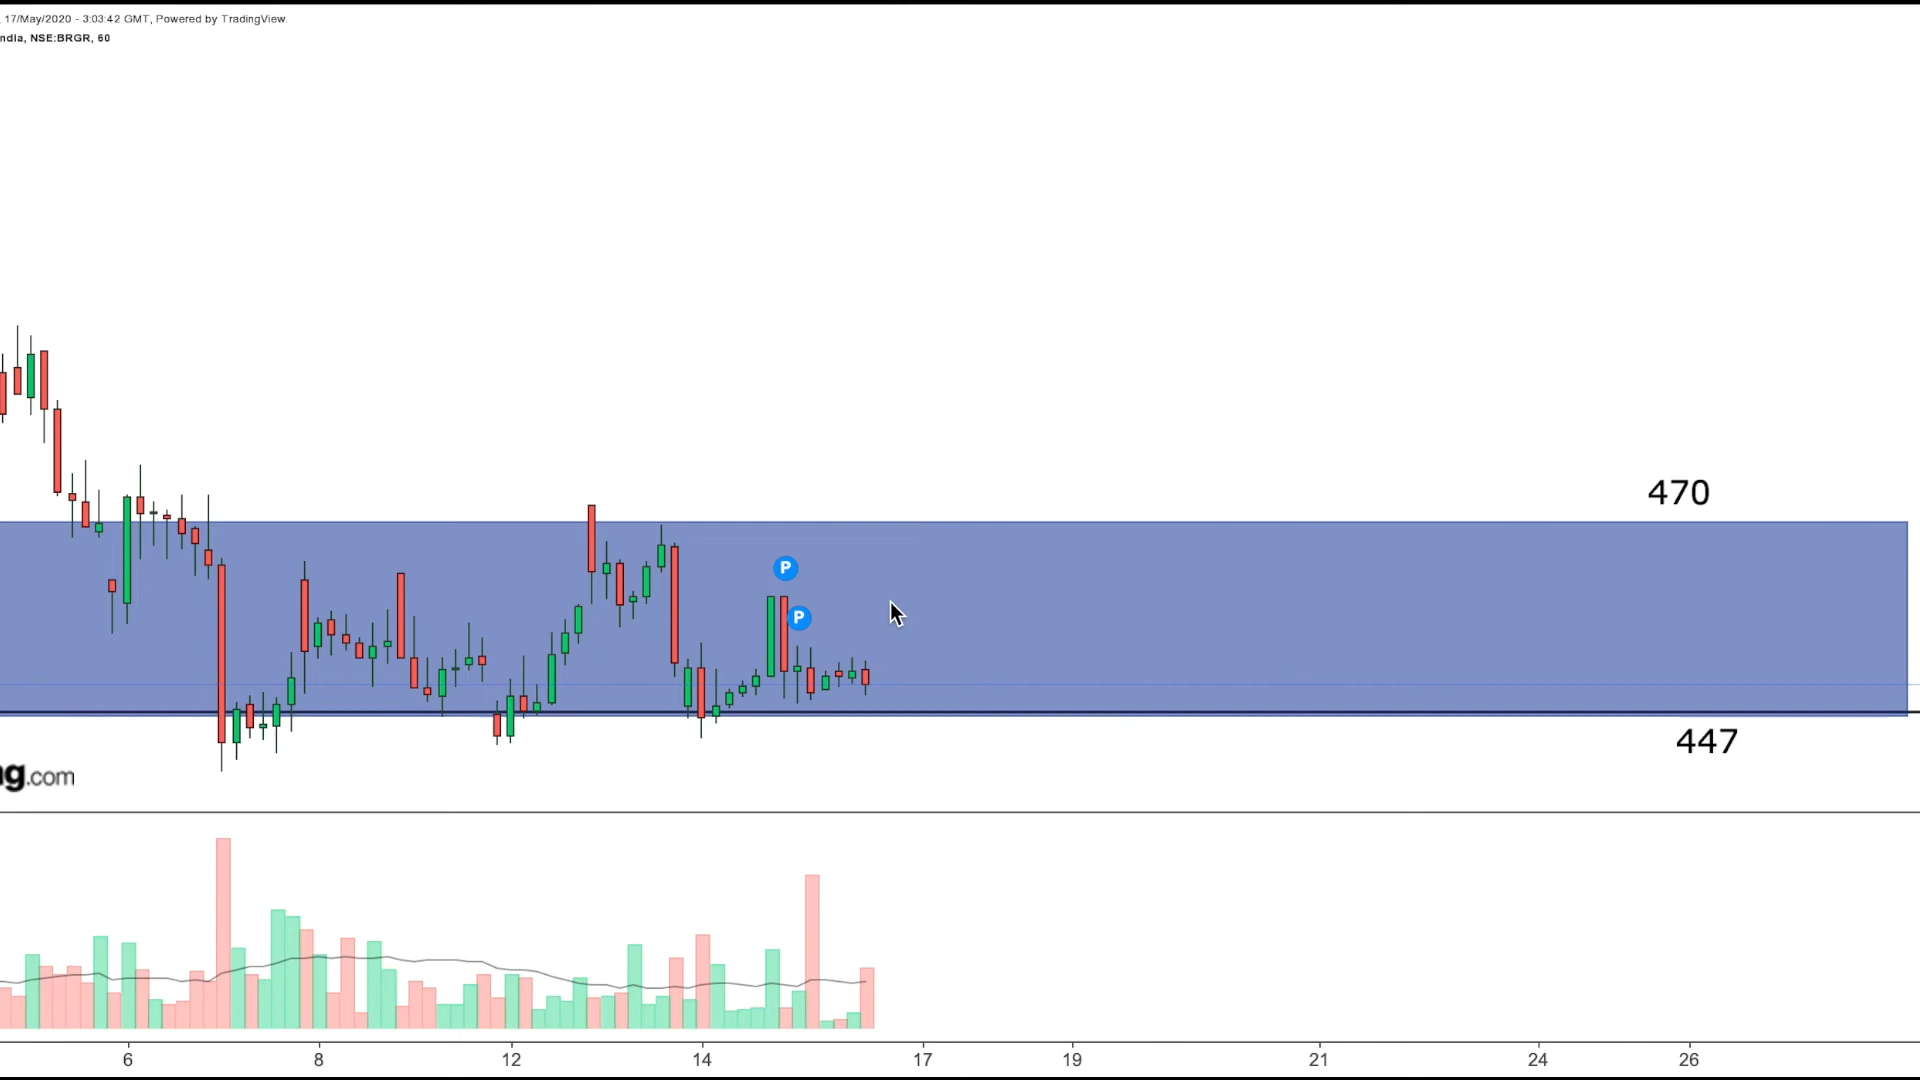 , 17/May/2020 - 3:03:42 GMT, Powered by TradingView.
ndia, NSE:BRGR, 60
470
P
P
447
ng.com
6 8 12 14 17 19 21 24 26